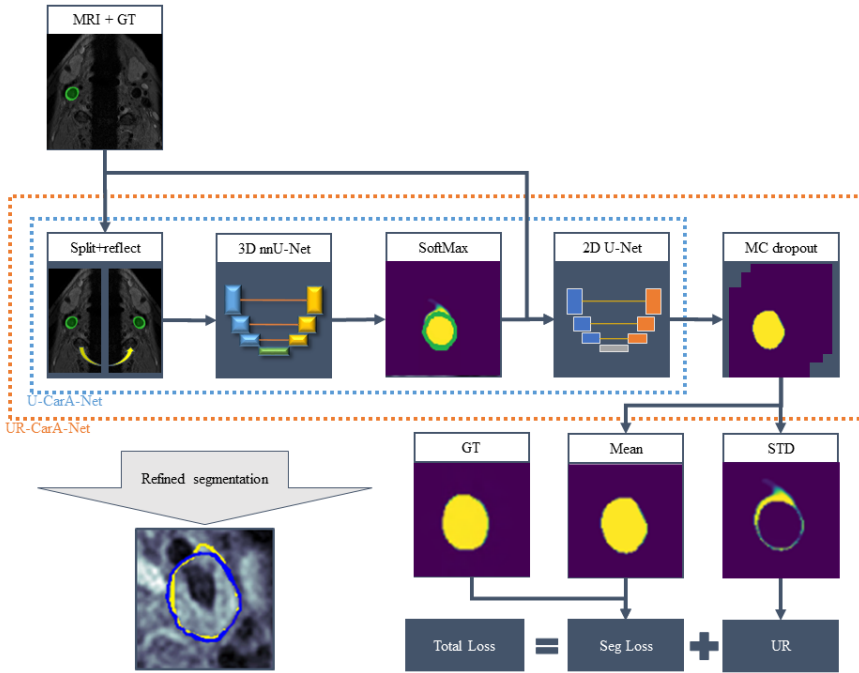 MRI + GT
Split+reflect
3D nnU-Net
SoftMax
2D U-Net
MC dropout
U-CarA-Net
UR-CarA-Net
GT
Mean
STD
Refined segmentation
Total Loss
=
Seg Loss
+
UR